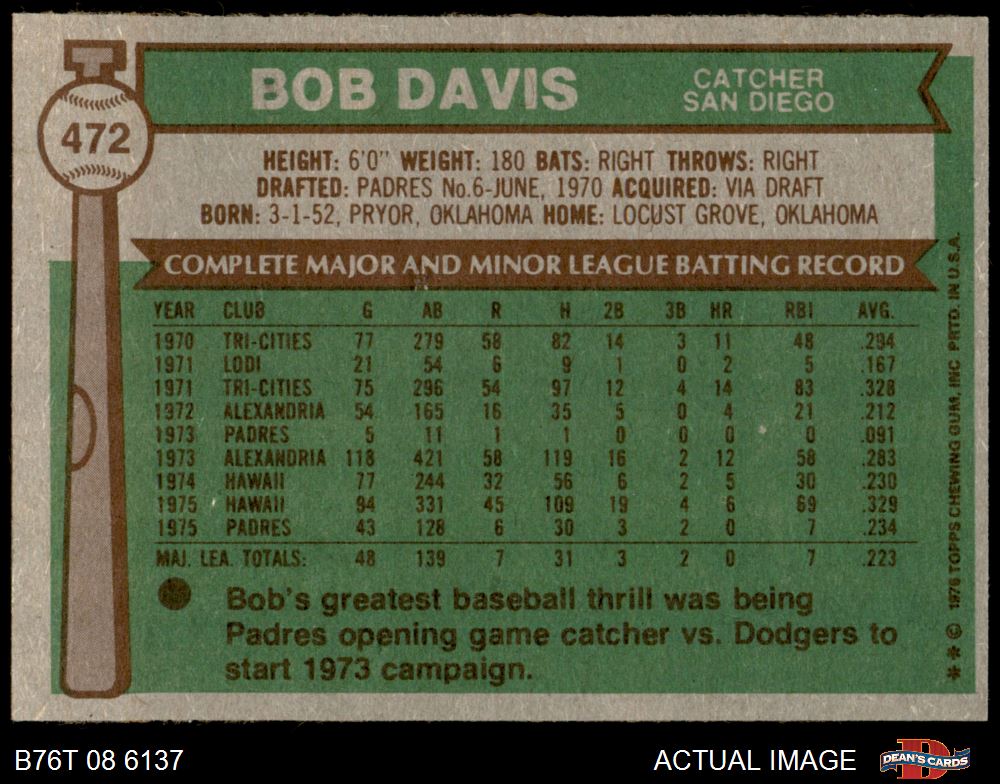 T
472
BOB DAVIS
CATCHER
SAN DIEGO
HEIGHT: 6'0" WEIGHT: 180 BATS: RIGHT THROWS: RIGHT
DRAFTED: PADRES No.6-JUNE, 1970 ACQUIRED: VIA DRAFT
BORN: 3-1-52, PRYOR, OKLAHOMA HOME: LOCUST GROVE, OKLAHOMA
COMPLETE MAJOR AND MINOR LEAGUE BATTING RECORD
YEAR CLUB G AB R H 2B 3B HR RBI AVG.
1970 TRI-CITIES 77 279 58 82 14 3 11 48 .294
1971 LODI 21 54 6 9 1 0 2 5 .167
1971 TRI-CITIES 75 296 54 97 12 4 14 83 .328
1972 ALEXANDRIA 54 165 16 35 5 0 4 21 .212
1973 PADRES 5 11 1 1 0 0 0 0 .091
1973 ALEXANDRIA 118 421 58 119 16 2 12 58 .283
1974 HAWAII 77 244 32 56 6 2 5 30 .230
1975 HAWAII 94 331 45 109 19 4 6 69 .329
1975 PADRES 43 128 6 30 3 2 0 7 .234
MAJ. LEA. TOTALS: 48 139 7 31 3 2 0 7 .223
Bob's greatest baseball thrill was being
Padres opening game catcher vs. Dodgers to
start 1973 campaign.
**© 1976 TOPPS CHEWING GUM, INC PRTD. IN U.S.A.
B76T 08 6137
ACTUAL IMAGE
D
DEAN'S CARDS